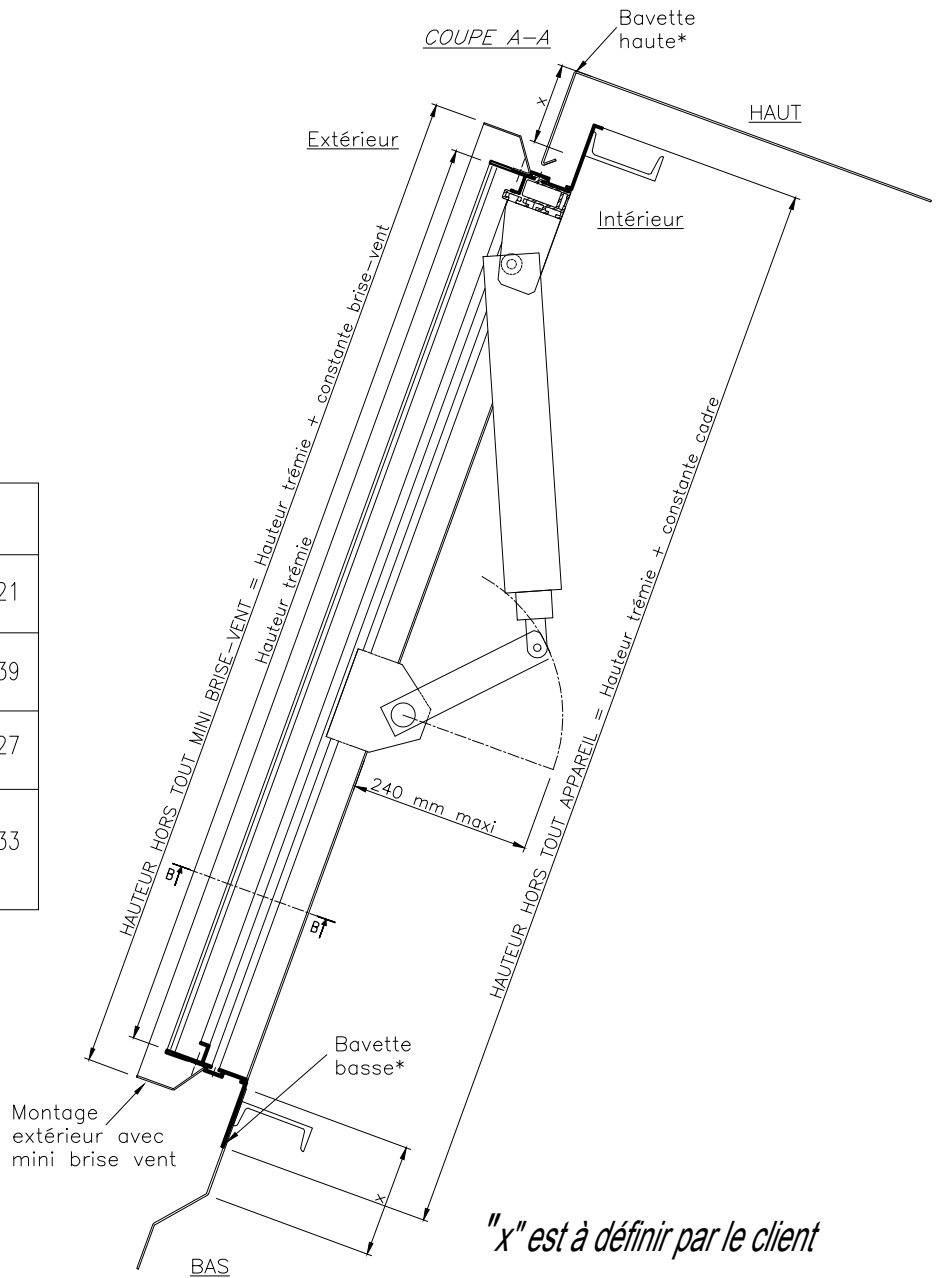 COUPE A-A
Bavette
haute*
x
HAUT
Extérieur
Intérieur
HAUTEUR HORS TOUT MINI BRISE-VENT = Hauteur trémie + constante brise-vent
Hauteur trémie
HAUTEUR HORS TOUT APPAREIL = Hauteur trémie + constante cadre
21
39
27
33
240 mm maxi
B
B
Bavette
basse*
Montage
extérieur avec
mini brise vent
x
BAS
"x" est à définir par le client